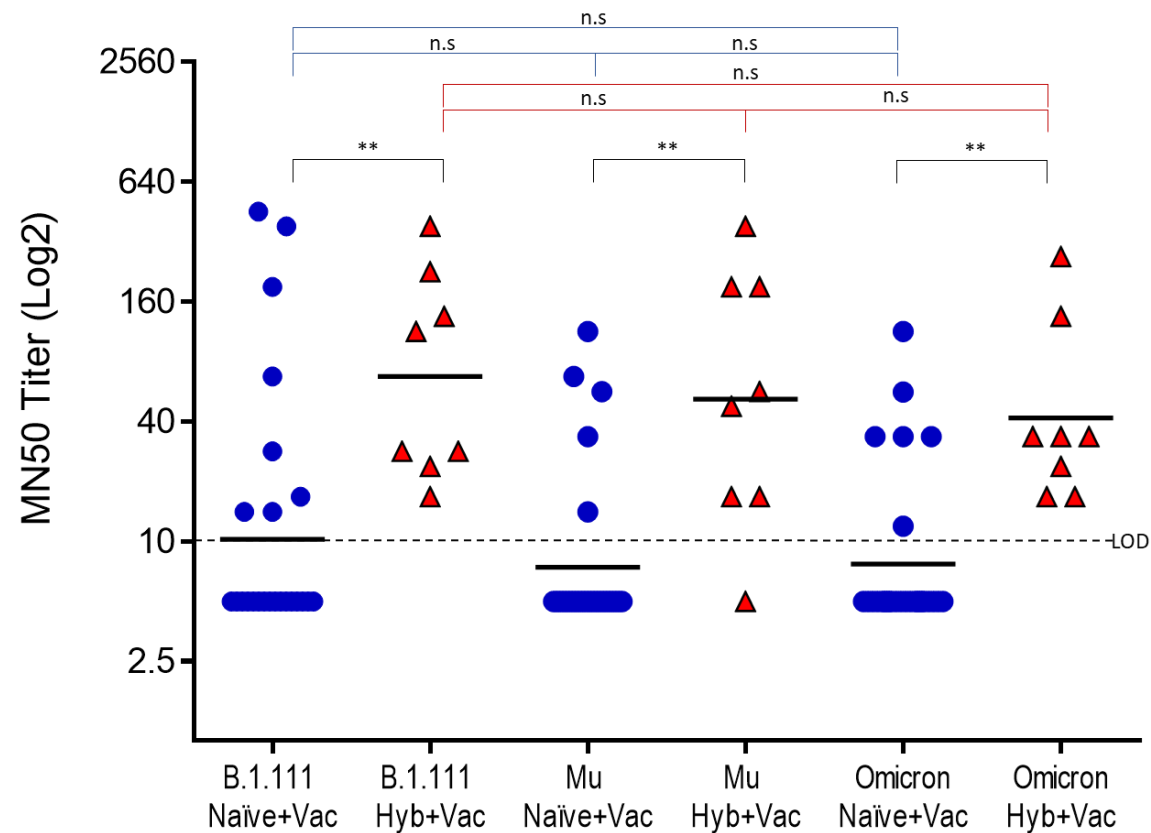 n.s
n.s n.s
n.s
n.s n.s
** ** **
MN50 Titer (Log2)
2560
640
160
40
10
2.5
LOD
B.1.111 B.1.111 Mu Mu Omicron Omicron
Naïve+Vac Hyb+Vac Naïve+Vac Hyb+Vac Naïve+Vac Hyb+Vac